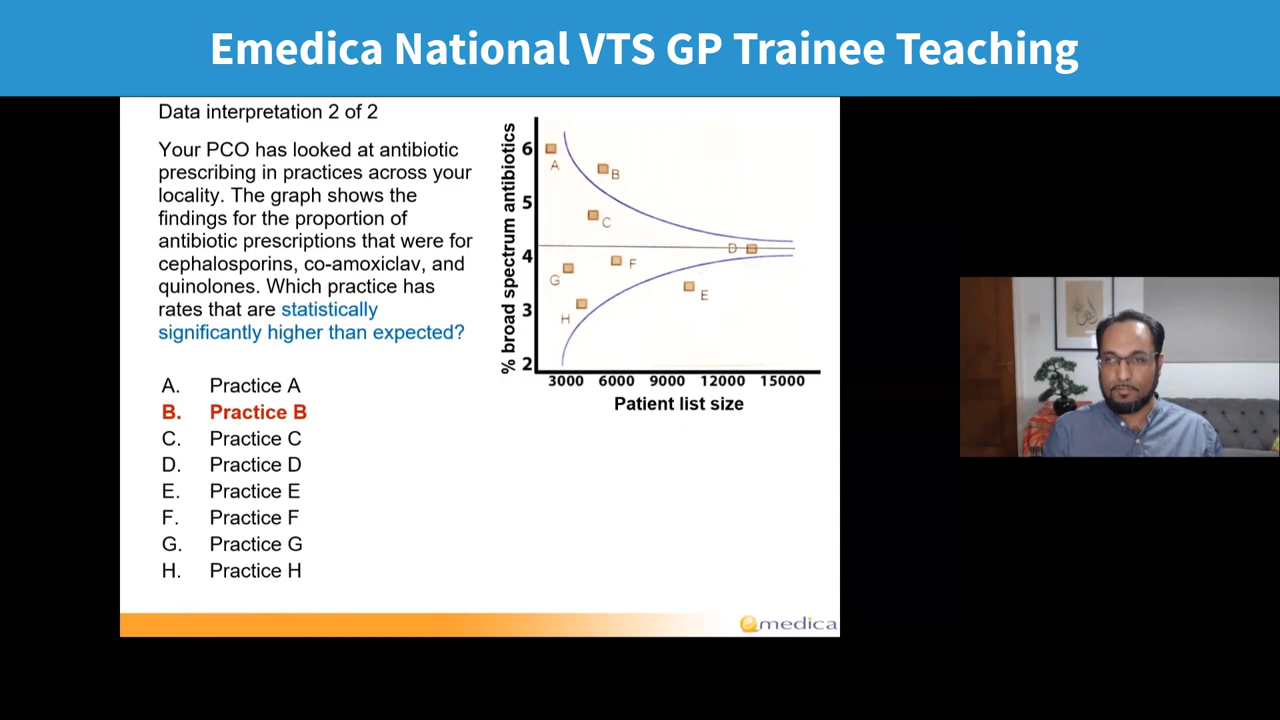 Emedica National VTS GP Trainee Teaching
Data interpretation 2 of 2
Your PCO has looked at antibiotic
prescribing in practices across your
locality. The graph shows the
findings for the proportion of
antibiotic prescriptions that were for
cephalosporins, co-amoxiclav, and
quinolones. Which practice has
rates that are statistically
significantly higher than expected?
A. Practice A
B. Practice B
C. Practice C
D. Practice D
E. Practice E
F. Practice F
G. Practice G
H. Practice H
% broad spectrum antibiotics
6
5
4
3
2
A
B
C
D
F
G
E
H
3000 6000 9000 12000 15000
Patient list size
emedica